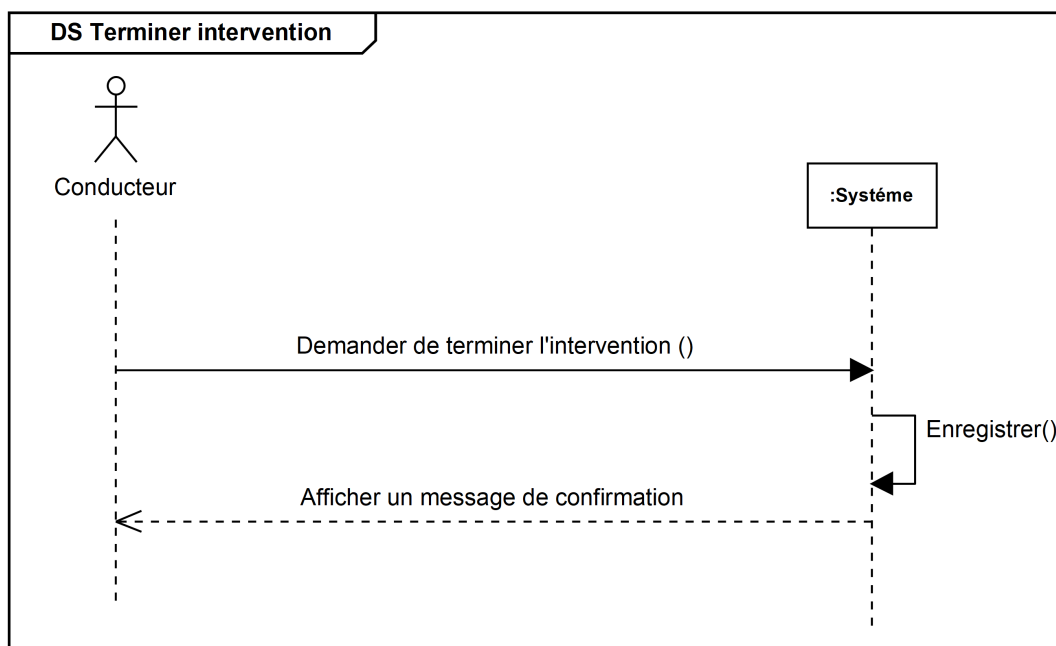 DS Terminer intervention
Conducteur
:Systéme
Demander de terminer l'intervention ()
Enregistrer()
Afficher un message de confirmation